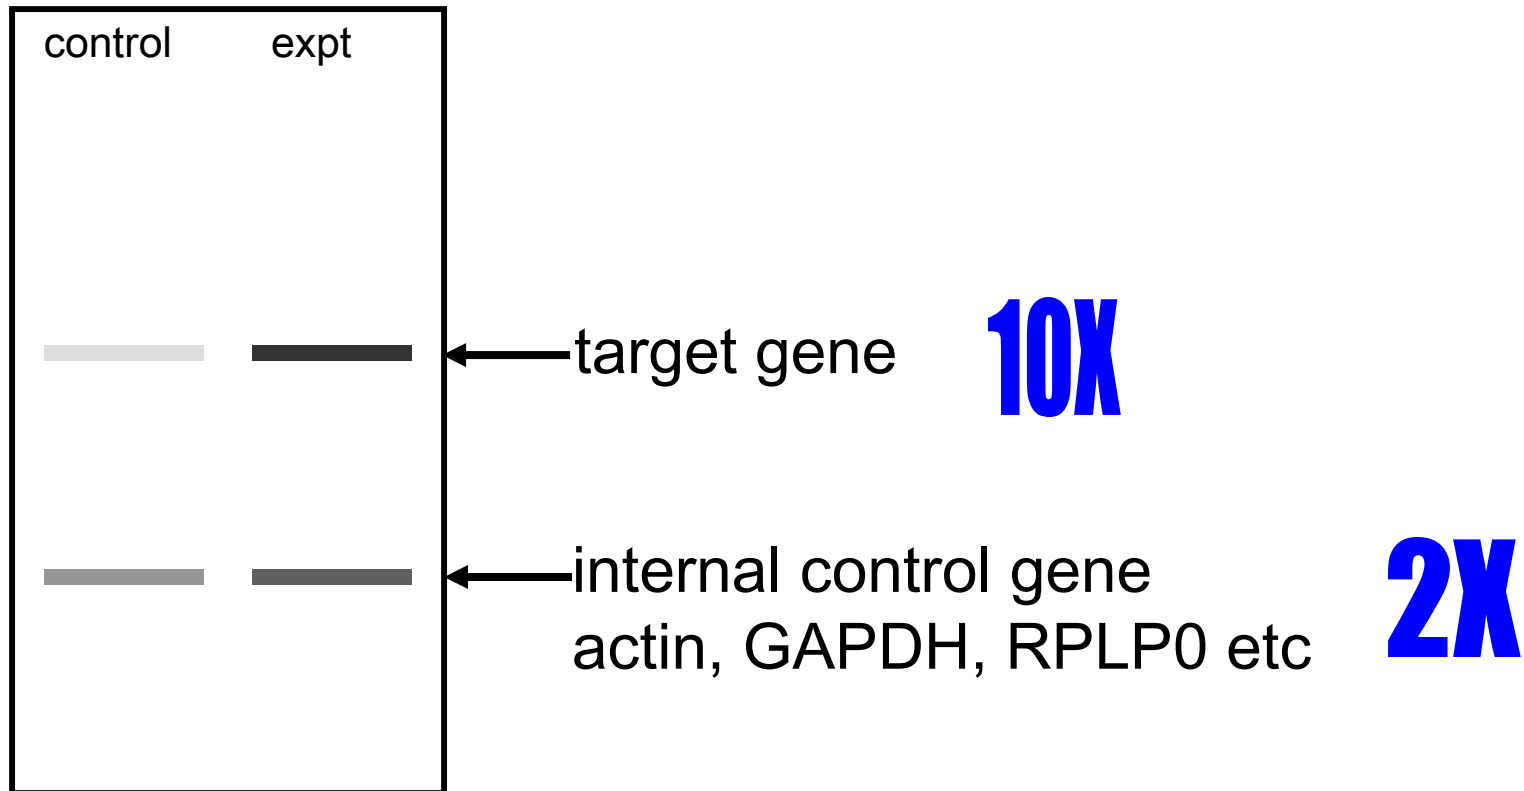 control expt
target gene 10X
internal control gene 2X
actin, GAPDH, RPLP0 etc